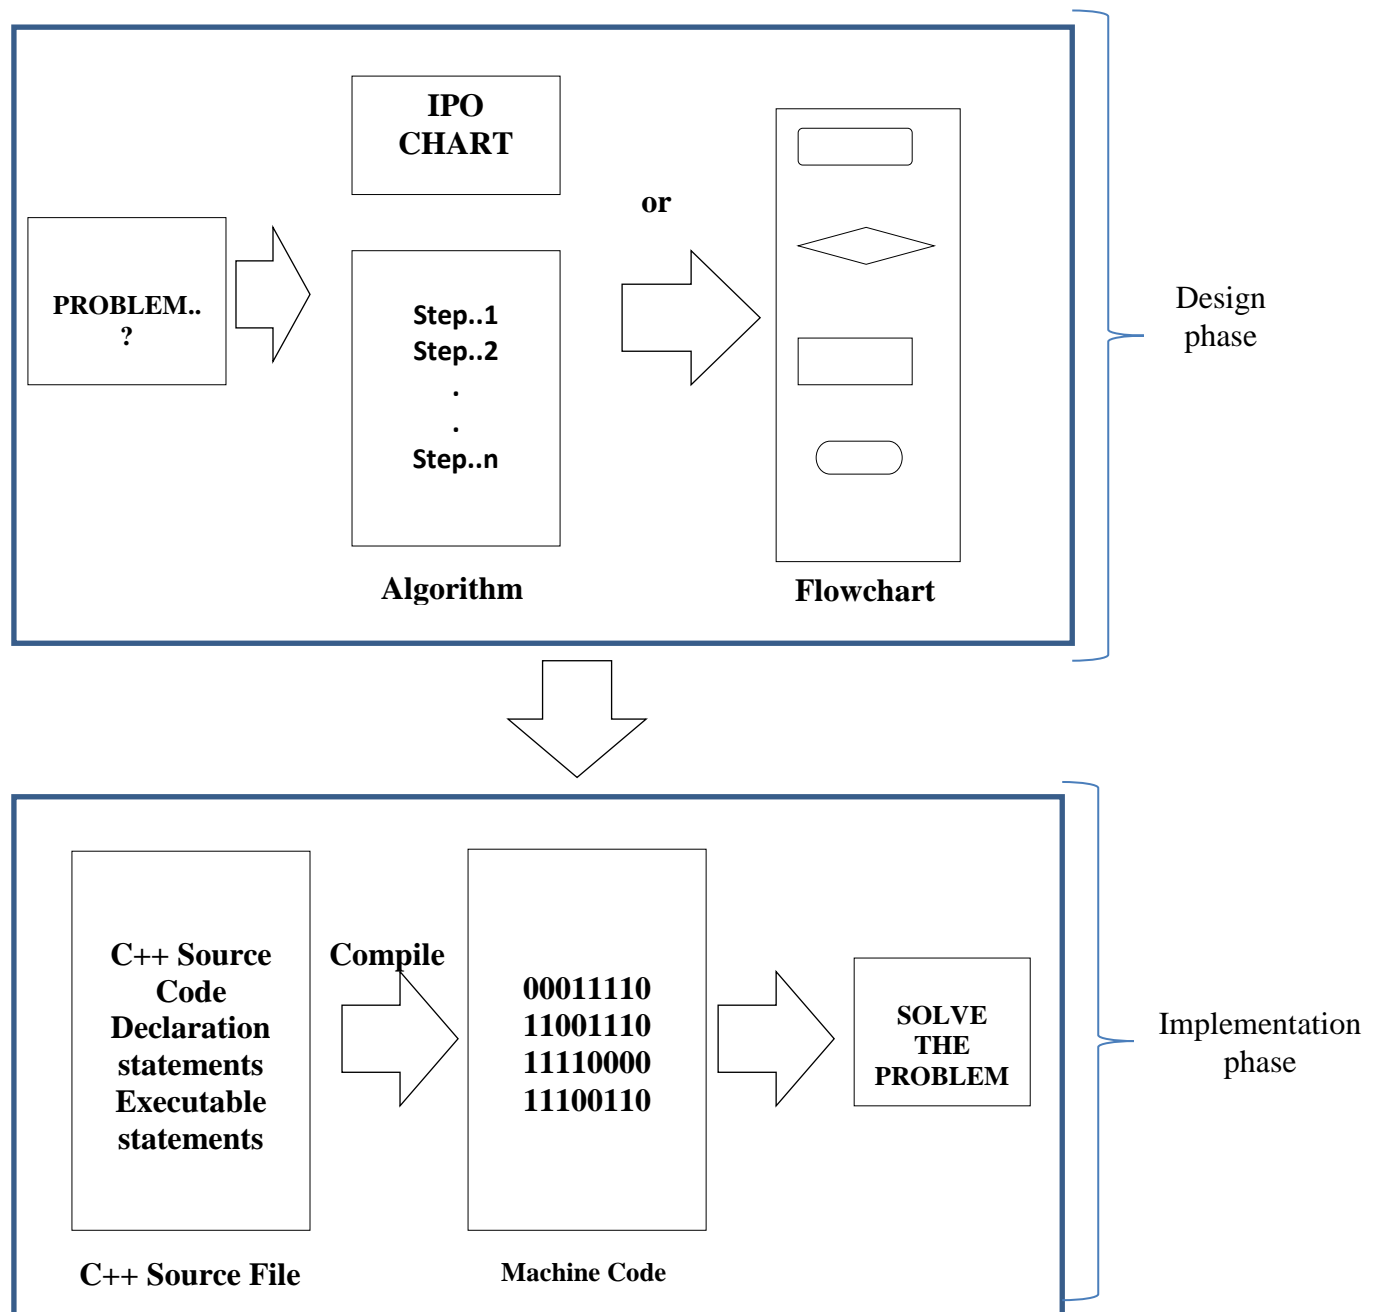 IPO
CHART
or
PROBLEM..
?
Step..1
Step..2
.
.
Step..n
Algorithm
Flowchart
Design
phase
C++ Source
Code
Declaration
statements
Executable
statements
Compile
00011110
11001110
11110000
11100110
SOLVE
THE
PROBLEM
C++ Source File
Machine Code
Implementation
phase